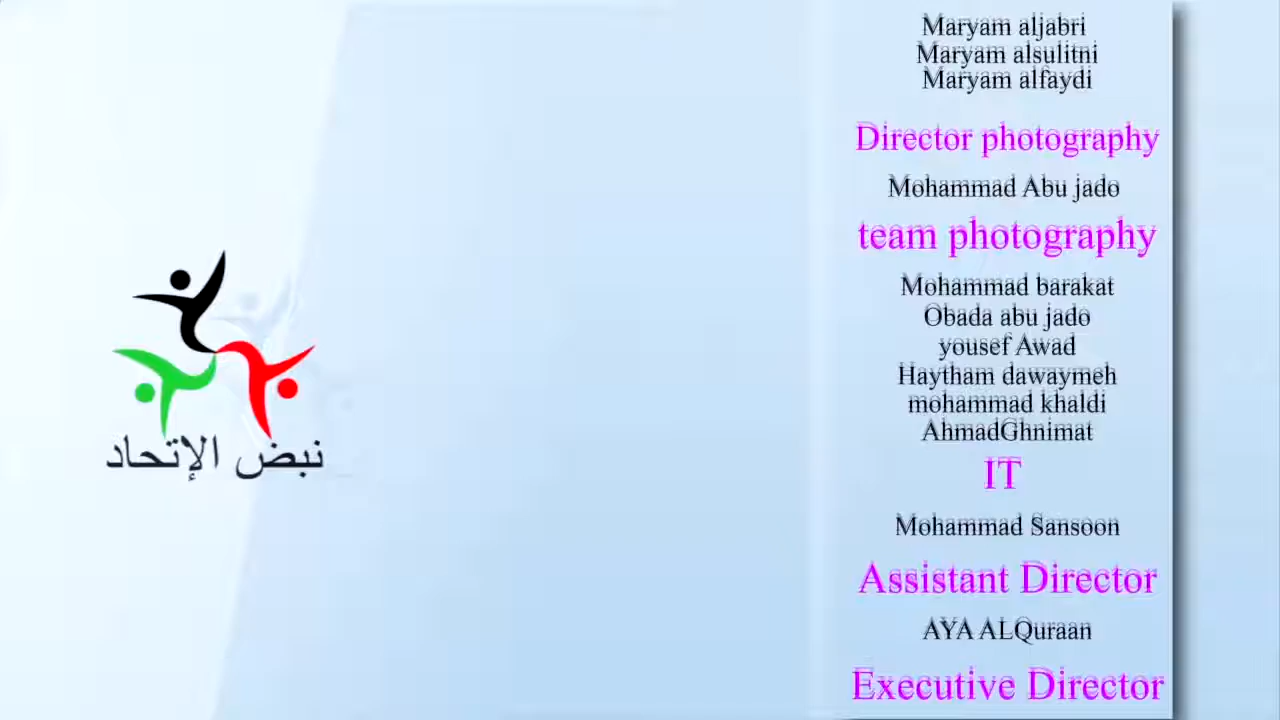 Maryam aljabri
Maryam alsulitni
Maryam alfaydi
Director photography
Mohammad Abu jado
team photography
Mohammad barakat
Obada abu jado
yousef Awad
Haytham dawaymeh
mohammad khaldi
AhmadGhnimat
IT
Mohammad Sansoon
Assistant Director
AYA ALQuraan
Executive Director
نبض الإتحاد